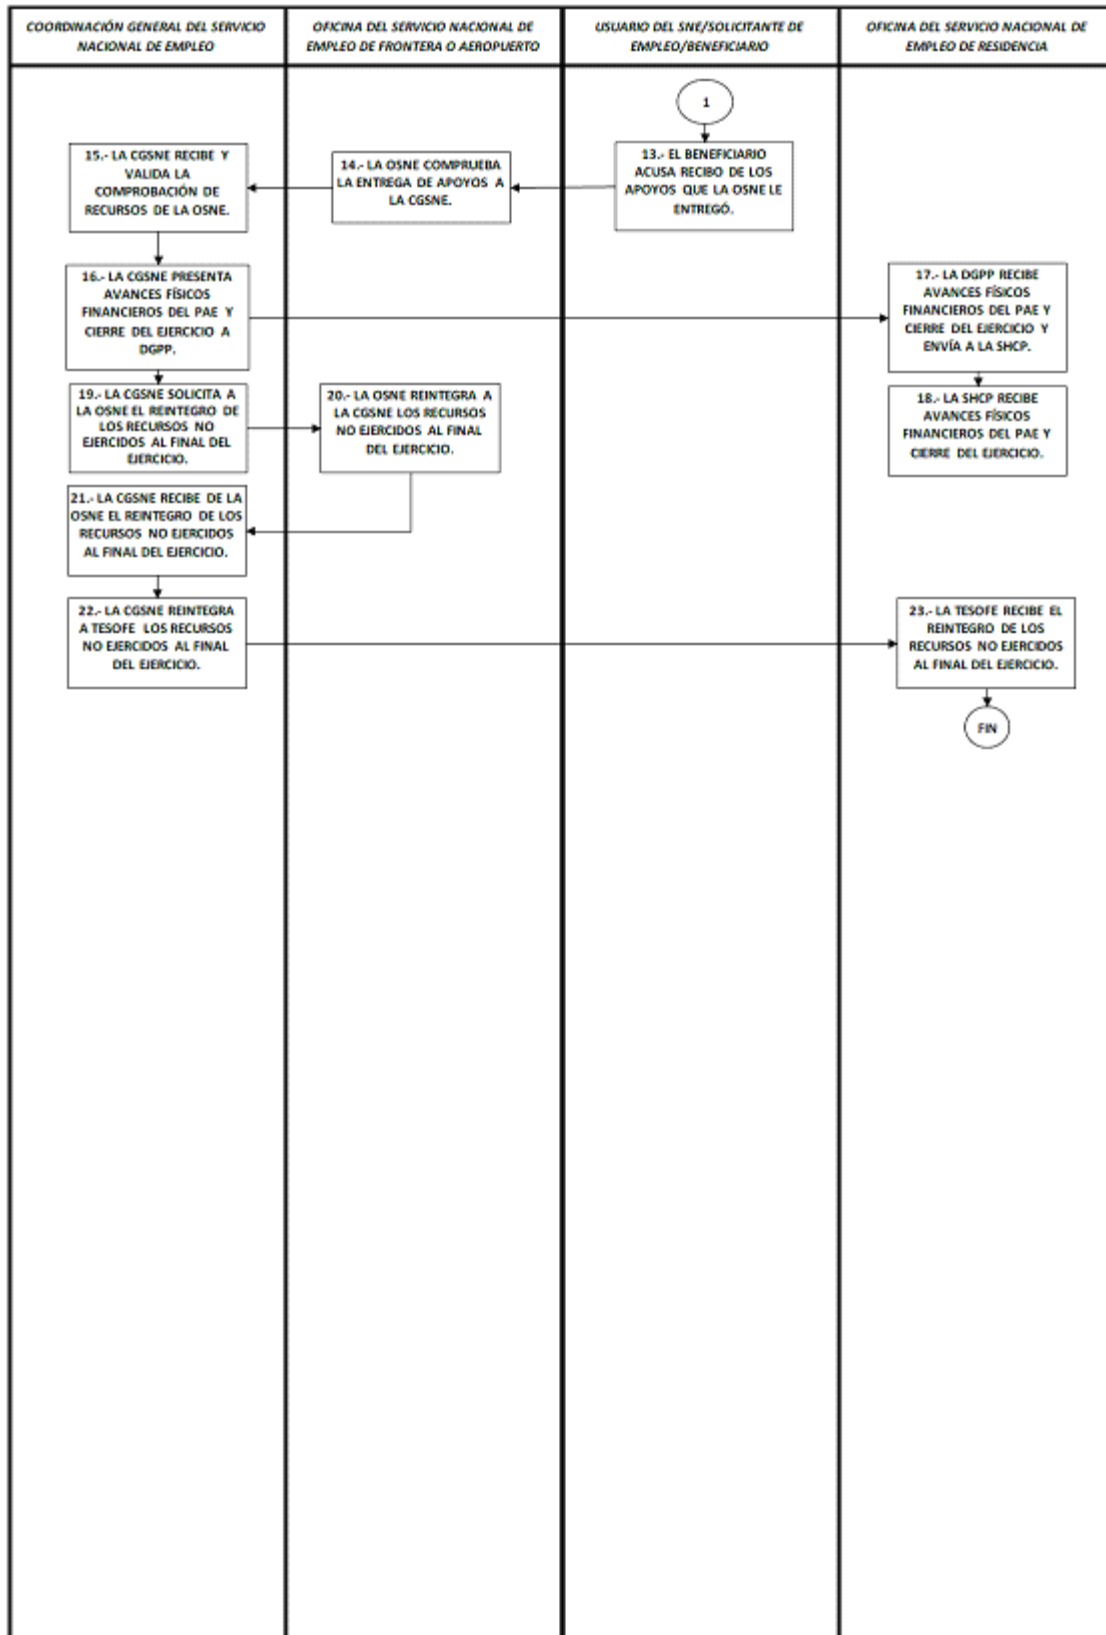 COORDINACIÓN GENERAL DEL SERVICIO
NACIONAL DE EMPLEO
OFICINA DEL SERVICIO NACIONAL DE
EMPLEO DE FRONTERA O AEROPUERTO
USUARIO DEL SNE/SOLICITANTE DE
EMPLEO/BENEFICIARIO
OFICINA DEL SERVICIO NACIONAL DE
EMPLEO DE RESIDENCIA
1
13.- EL BENEFICIARIO
ACUSA RECIBO DE LOS
APOYOS QUE LA OSNE LE
ENTREGÓ.
14.- LA OSNE COMPRUEBA
LA ENTREGA DE APOYOS A
LA CGSNE.
15.- LA CGSNE RECIBE Y
VALIDA LA
COMPROBACIÓN DE
RECURSOS DE LA OSNE.
16.- LA CGSNE PRESENTA
AVANCES FÍSICOS
FINANCIEROS DEL PAE Y
CIERRE DEL EJERCICIO A
DGPP.
17.- LA DGPP RECIBE
AVANCES FÍSICOS
FINANCIEROS DEL PAE Y
CIERRE DEL EJERCICIO Y
ENVÍA A LA SHCP.
18.- LA SHCP RECIBE
AVANCES FÍSICOS
FINANCIEROS DEL PAE Y
CIERRE DEL EJERCICIO.
19.- LA CGSNE SOLICITA A
LA OSNE EL REINTEGRO DE
LOS RECURSOS NO
EJERCIDOS AL FINAL DEL
EJERCICIO.
20.- LA OSNE REINTEGRA A
LA CGSNE LOS RECURSOS
NO EJERCIDOS AL FINAL
DEL EJERCICIO.
21.- LA CGSNE RECIBE DE LA
OSNE EL REINTEGRO DE LOS
RECURSOS NO EJERCIDOS
AL FINAL DEL EJERCICIO.
22.- LA CGSNE REINTEGRA
A TESOFE LOS RECURSOS
NO EJERCIDOS AL FINAL
DEL EJERCICIO.
23.- LA TESOFE RECIBE EL
REINTEGRO DE LOS
RECURSOS NO EJERCIDOS
AL FINAL DEL EJERCICIO.
FIN